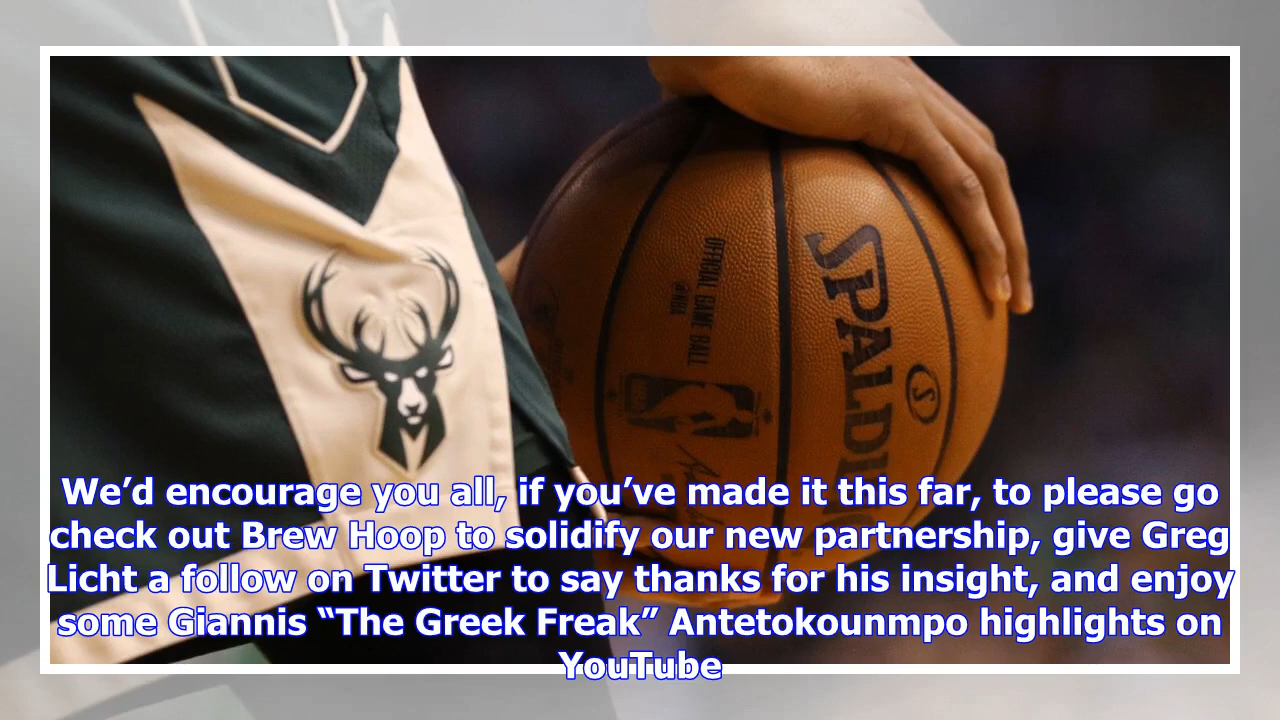 OFFICIAL GAME BALL
@NBA
SPALDI
S
We’d encourage you all, if you’ve made it this far, to please go
check out Brew Hoop to solidify our new partnership, give Greg
Licht a follow on Twitter to say thanks for his insight, and enjoy
some Giannis “The Greek Freak” Antetokounmpo highlights on
YouTube